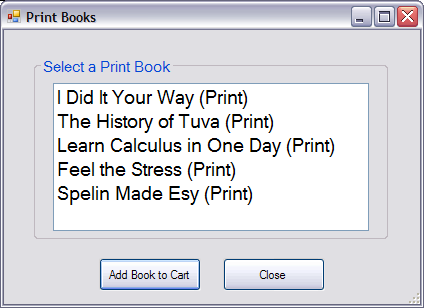 Print Books
Select a Print Book
I Did It Your Way (Print)
The History of Tuva (Print)
Learn Calculus in One Day (Print)
Feel the Stress (Print)
Spelin Made Esy (Print)
Add Book to Cart
Close